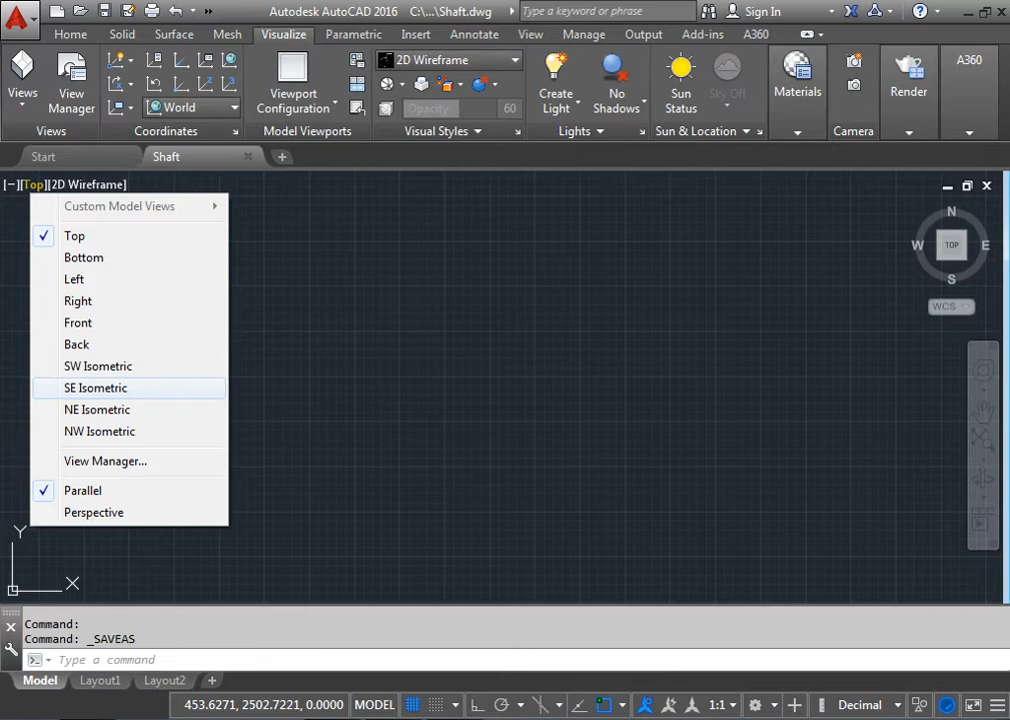 Autodesk AutoCAD 2016 C:\...\Shaft.dwg
Type a keyword or phrase
Sign In
Home Solid Surface Mesh Visualize Parametric Insert Annotate View Manage Output Add-ins A360
Views
View Manager
Views
World
Coordinates
Viewport Configuration
Model Viewports
2D Wireframe
Opacity 60
Visual Styles
Create Light
No Shadows
Lights
Sun Status
Sky Off
Sun & Location
Materials
Camera
Render
A360
Start
Shaft
[−][Top][2D Wireframe]
Custom Model Views
Top
Bottom
Left
Right
Front
Back
SW Isometric
SE Isometric
NE Isometric
NW Isometric
View Manager...
Parallel
Perspective
N
W TOP E
S
WCS
Y
X
Command:
Command: _SAVEAS
Type a command
Model Layout1 Layout2 +
453.6271, 2502.7221, 0.0000 MODEL 1:1 Decimal